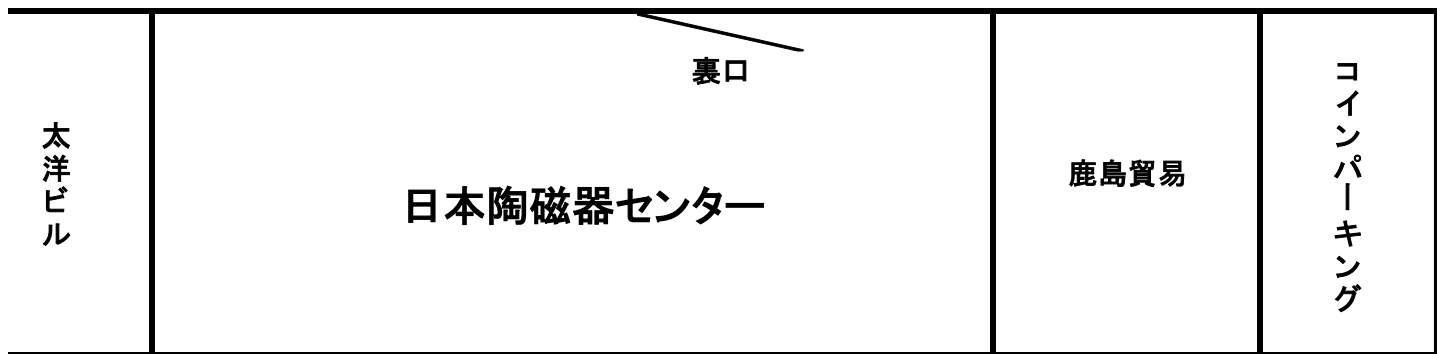 太洋ビル
裏口
日本陶磁器センター
鹿島貿易
コインパーキング